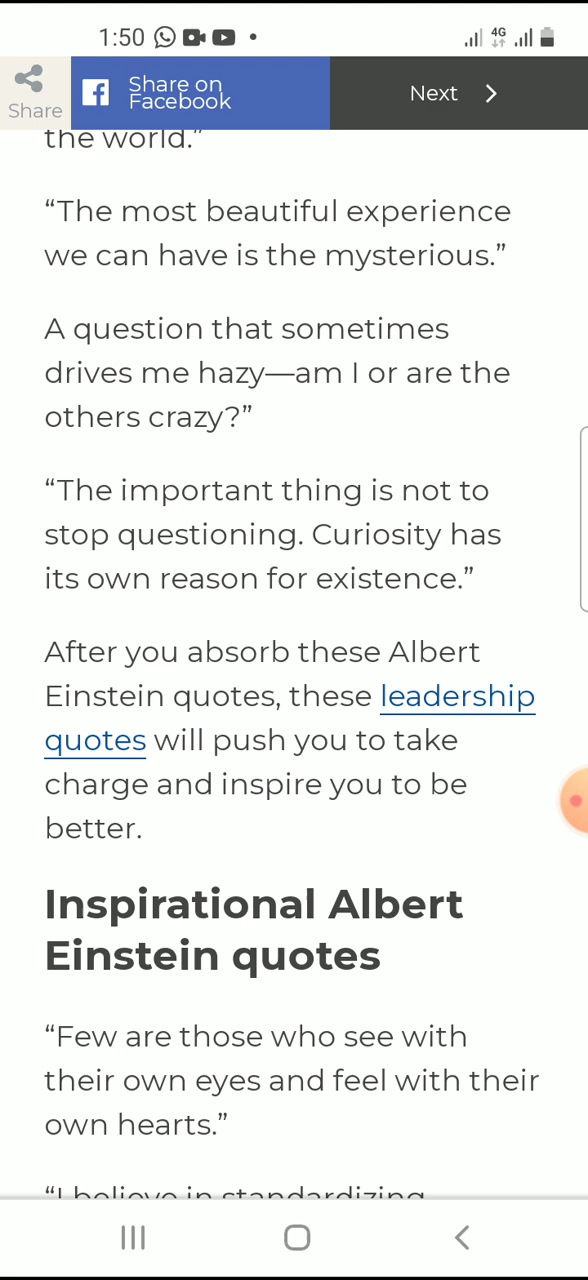 1:50
4G
Share
Share on
Facebook
Next
the world.”
“The most beautiful experience
we can have is the mysterious.”
A question that sometimes
drives me hazy—am I or are the
others crazy?”
“The important thing is not to
stop questioning. Curiosity has
its own reason for existence.”
After you absorb these Albert
Einstein quotes, these leadership
quotes will push you to take
charge and inspire you to be
better.
Inspirational Albert
Einstein quotes
“Few are those who see with
their own eyes and feel with their
own hearts.”
“I believe in standardizing